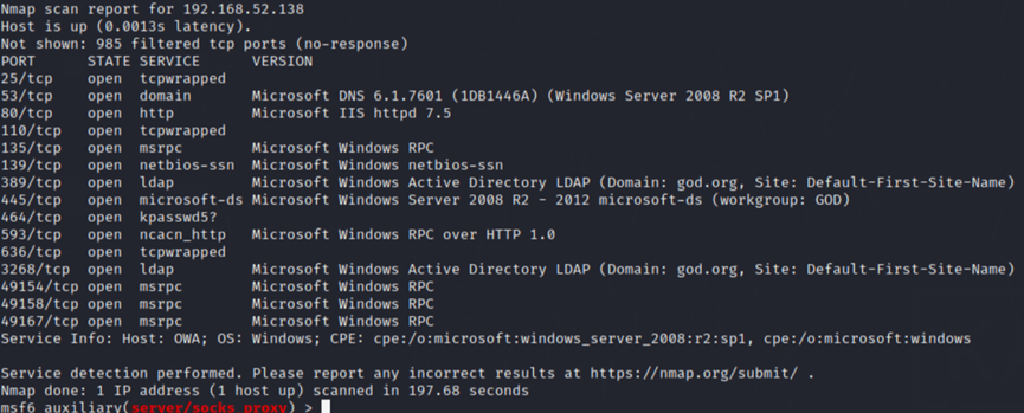 Nmap scan report for 192.168.52.138
Host is up (0.0013s latency).
Not shown: 985 filtered tcp ports (no-response)
PORT      STATE SERVICE      VERSION
25/tcp    open  tcpwrapped
53/tcp    open  domain       Microsoft DNS 6.1.7601 (1DB1446A) (Windows Server 2008 R2 SP1)
80/tcp    open  http         Microsoft IIS httpd 7.5
110/tcp   open  tcpwrapped
135/tcp   open  msrpc        Microsoft Windows RPC
139/tcp   open  netbios-ssn  Microsoft Windows netbios-ssn
389/tcp   open  ldap         Microsoft Windows Active Directory LDAP (Domain: god.org, Site: Default-First-Site-Name)
445/tcp   open  microsoft-ds Microsoft Windows Server 2008 R2 - 2012 microsoft-ds (workgroup: GOD)
464/tcp   open  kpasswd5?
593/tcp   open  ncacn_http   Microsoft Windows RPC over HTTP 1.0
636/tcp   open  tcpwrapped
3268/tcp  open  ldap         Microsoft Windows Active Directory LDAP (Domain: god.org, Site: Default-First-Site-Name)
49154/tcp open  msrpc        Microsoft Windows RPC
49158/tcp open  msrpc        Microsoft Windows RPC
49167/tcp open  msrpc        Microsoft Windows RPC
Service Info: Host: OWA; OS: Windows; CPE: cpe:/o:microsoft:windows_server_2008:r2:sp1, cpe:/o:microsoft:windows
Service detection performed. Please report any incorrect results at https://nmap.org/submit/ .
Nmap done: 1 IP address (1 host up) scanned in 197.68 seconds
msf6 auxiliary(server/socks_proxy) >